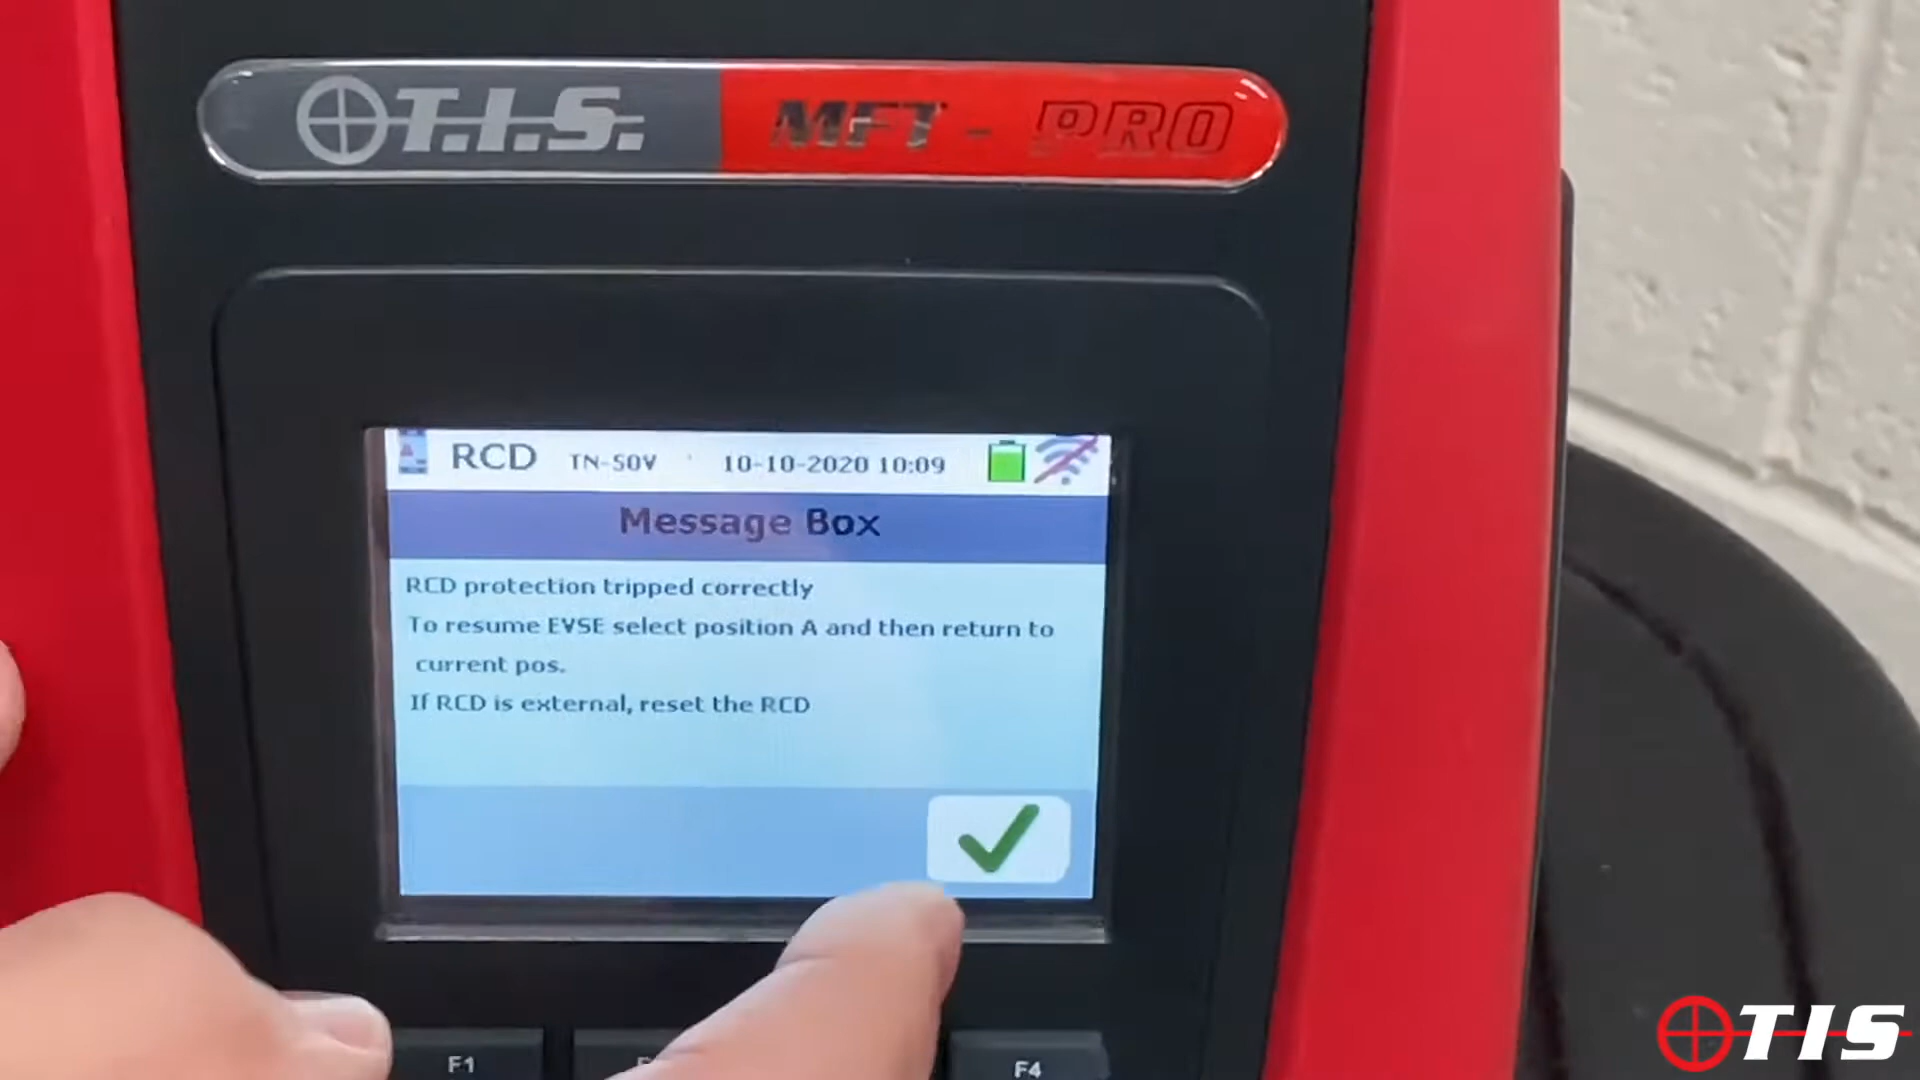 T.I.S. MFT - PRO
RCD TN-50V 10-10-2020 10:09
Message Box
RCD protection tripped correctly
To resume EVSE select position A and then return to
current pos.
If RCD is external, reset the RCD
F1
F4
TIS